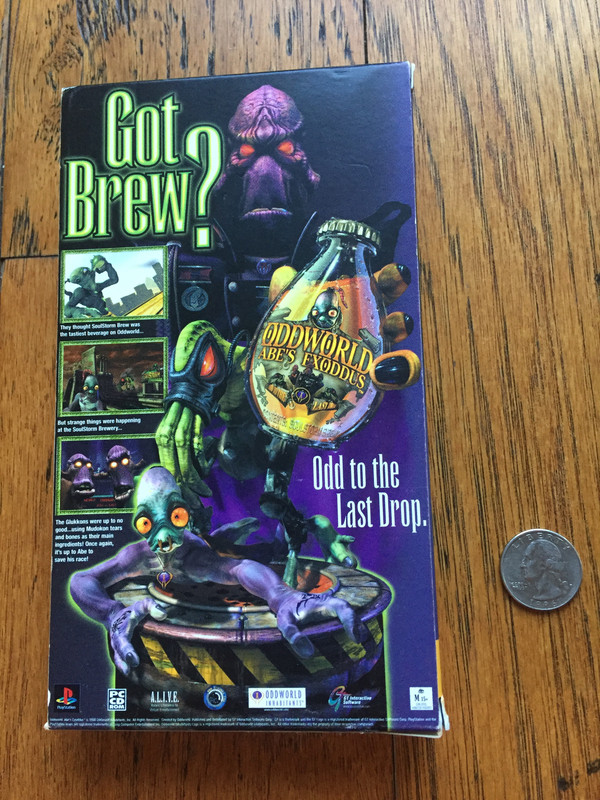 Got
Brew?
They thought SoulStorm Brew was
the tastiest beverage on Oddworld...
But strange things were happening
at the SoulStorm Brewery...
The Glukkons were up to no
good...using Mudokon tears
and bones as their main
ingredients! Once again,
it's up to Abe to
save his race!
ODDWORLD
ABE'S EXODDUS
Odd to the
Last Drop.
LIBERTY
PlayStation
PC
CD
ROM
A.L.I.V.E.
ODDWORLD
INHABITANTS
GT Interactive
Software
M 15+